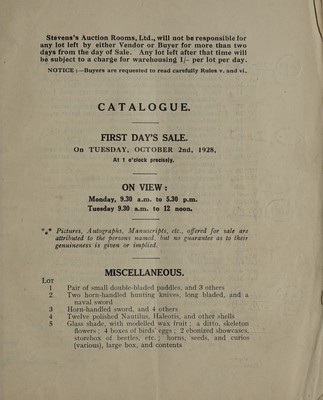 Stevens's Auction Rooms, Ltd., will not be responsible for
any lot left by either Vendor or Buyer for more than two
days from the day of Sale. Any lot left after that time will
be subject to a charge for warehousing 1/- per lot per day.
NOTICE :—Buyers are requested to read carefully Rules v. and vi.
CATALOGUE.
FIRST DAY'S SALE.
On TUESDAY, OCTOBER 2nd, 1928,
At 1 o'clock precisely.
ON VIEW :
Monday, 9.30 a.m. to 5.30 p.m.
Tuesday 9.30 a.m. to 12 noon.
*⁎* Pictures, Autographs, Manuscripts, etc., offered for sale are
attributed to the persons named, but no guarantee as to their
genuineness is given or implied.
MISCELLANEOUS.
Lot
1 Pair of small double-bladed paddles, and 3 others
2 Two horn-handled hunting knives, long bladed, and a
naval sword
3 Horn-handled sword, and 4 others
4 Twelve polished Nautilus, Haleotis, and other shells
5 Glass shade, with modelled wax fruit ; a ditto, skeleton
flowers ; 4 boxes of birds' eggs ; 2 ebonized showcases,
storebox of beetles, etc. ; horns, seeds, and curios
(various), large box, and contents